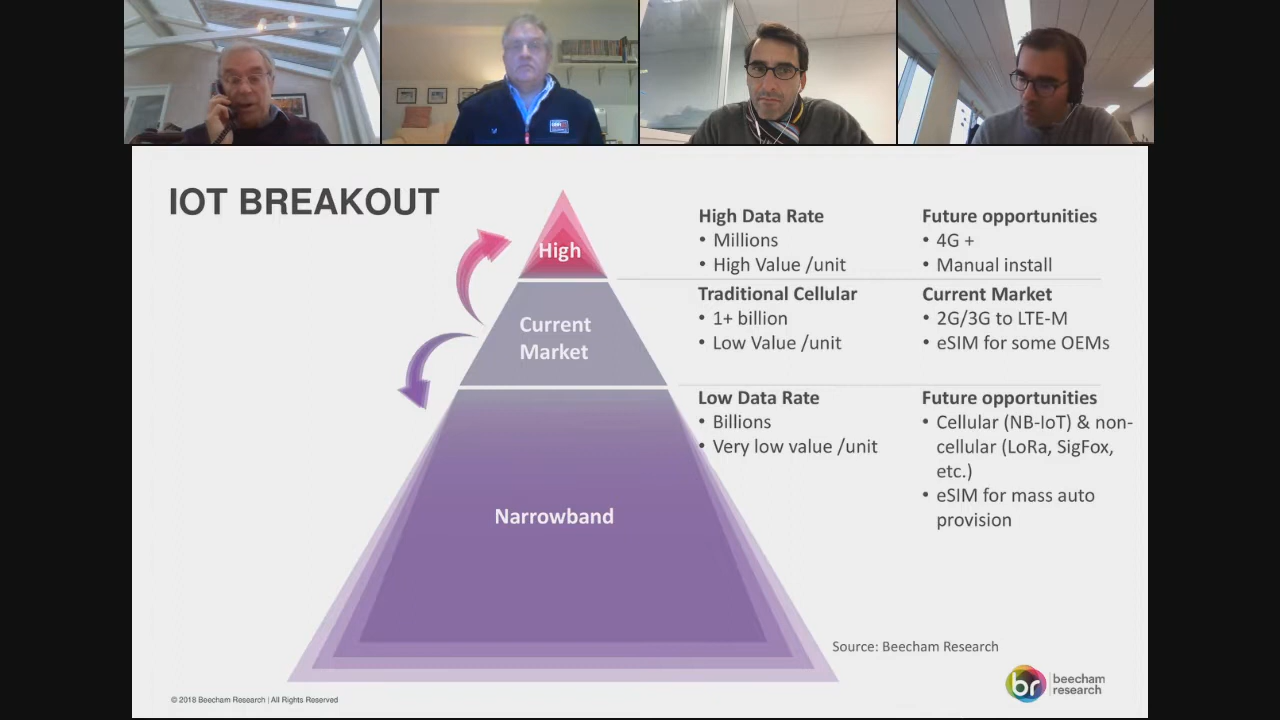 IOT BREAKOUT
High
Current
Market
Narrowband
High Data Rate
• Millions
• High Value /unit
Future opportunities
• 4G +
• Manual install
Traditional Cellular
• 1+ billion
• Low Value /unit
Current Market
• 2G/3G to LTE-M
• eSIM for some OEMs
Low Data Rate
• Billions
• Very low value /unit
Future opportunities
• Cellular (NB-IoT) & non-
cellular (LoRa, SigFox,
etc.)
• eSIM for mass auto
provision
Source: Beecham Research
© 2018 Beecham Research | All Rights Reserved
br beecham
research